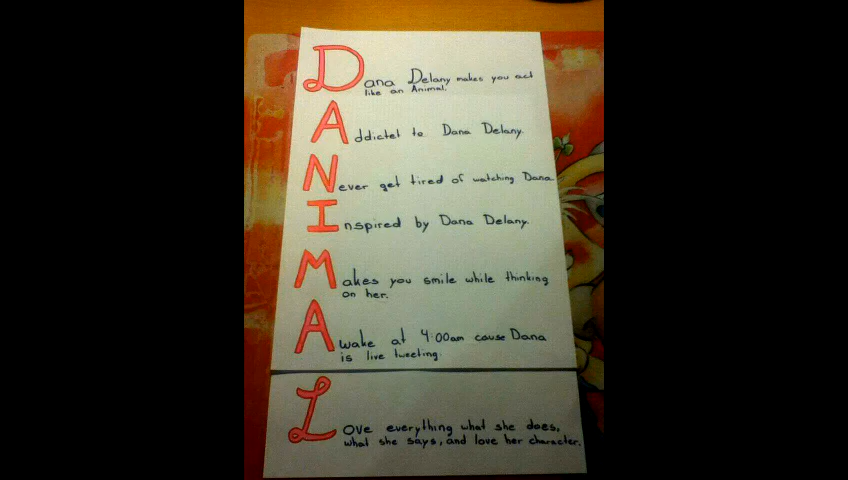 Dana Delany makes you act
like an Animal.
Addictet to Dana Delany.
Never get tired of watching Dana
Inspired by Dana Delany.
Makes you smile while thinking
on her.
Awake at 4:00am cause Dana
is live tweeting.
Love everything what she does,
what she says, and love her character.